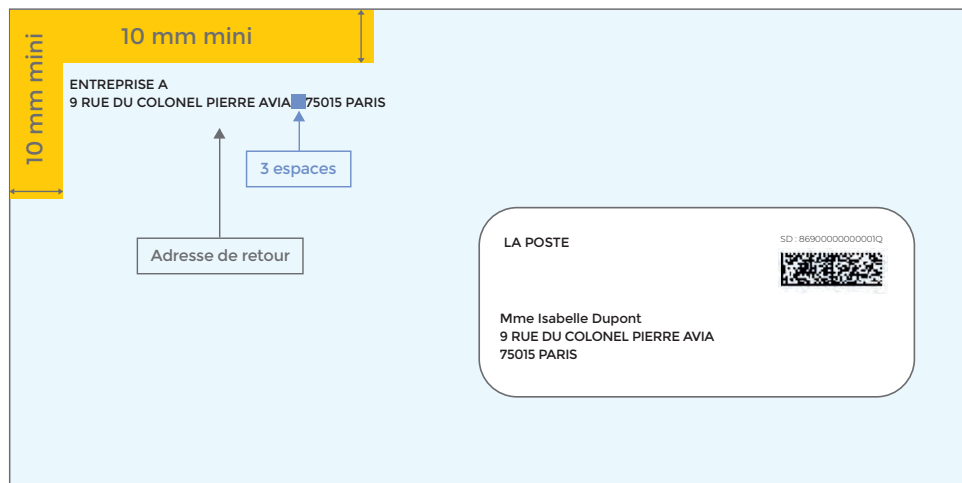 10 mm mini
10 mm mini
ENTREPRISE A
9 RUE DU COLONEL PIERRE AVIA 75015 PARIS
3 espaces
Adresse de retour
LA POSTE
SD : 86900000000001Q
Mme Isabelle Dupont
9 RUE DU COLONEL PIERRE AVIA
75015 PARIS